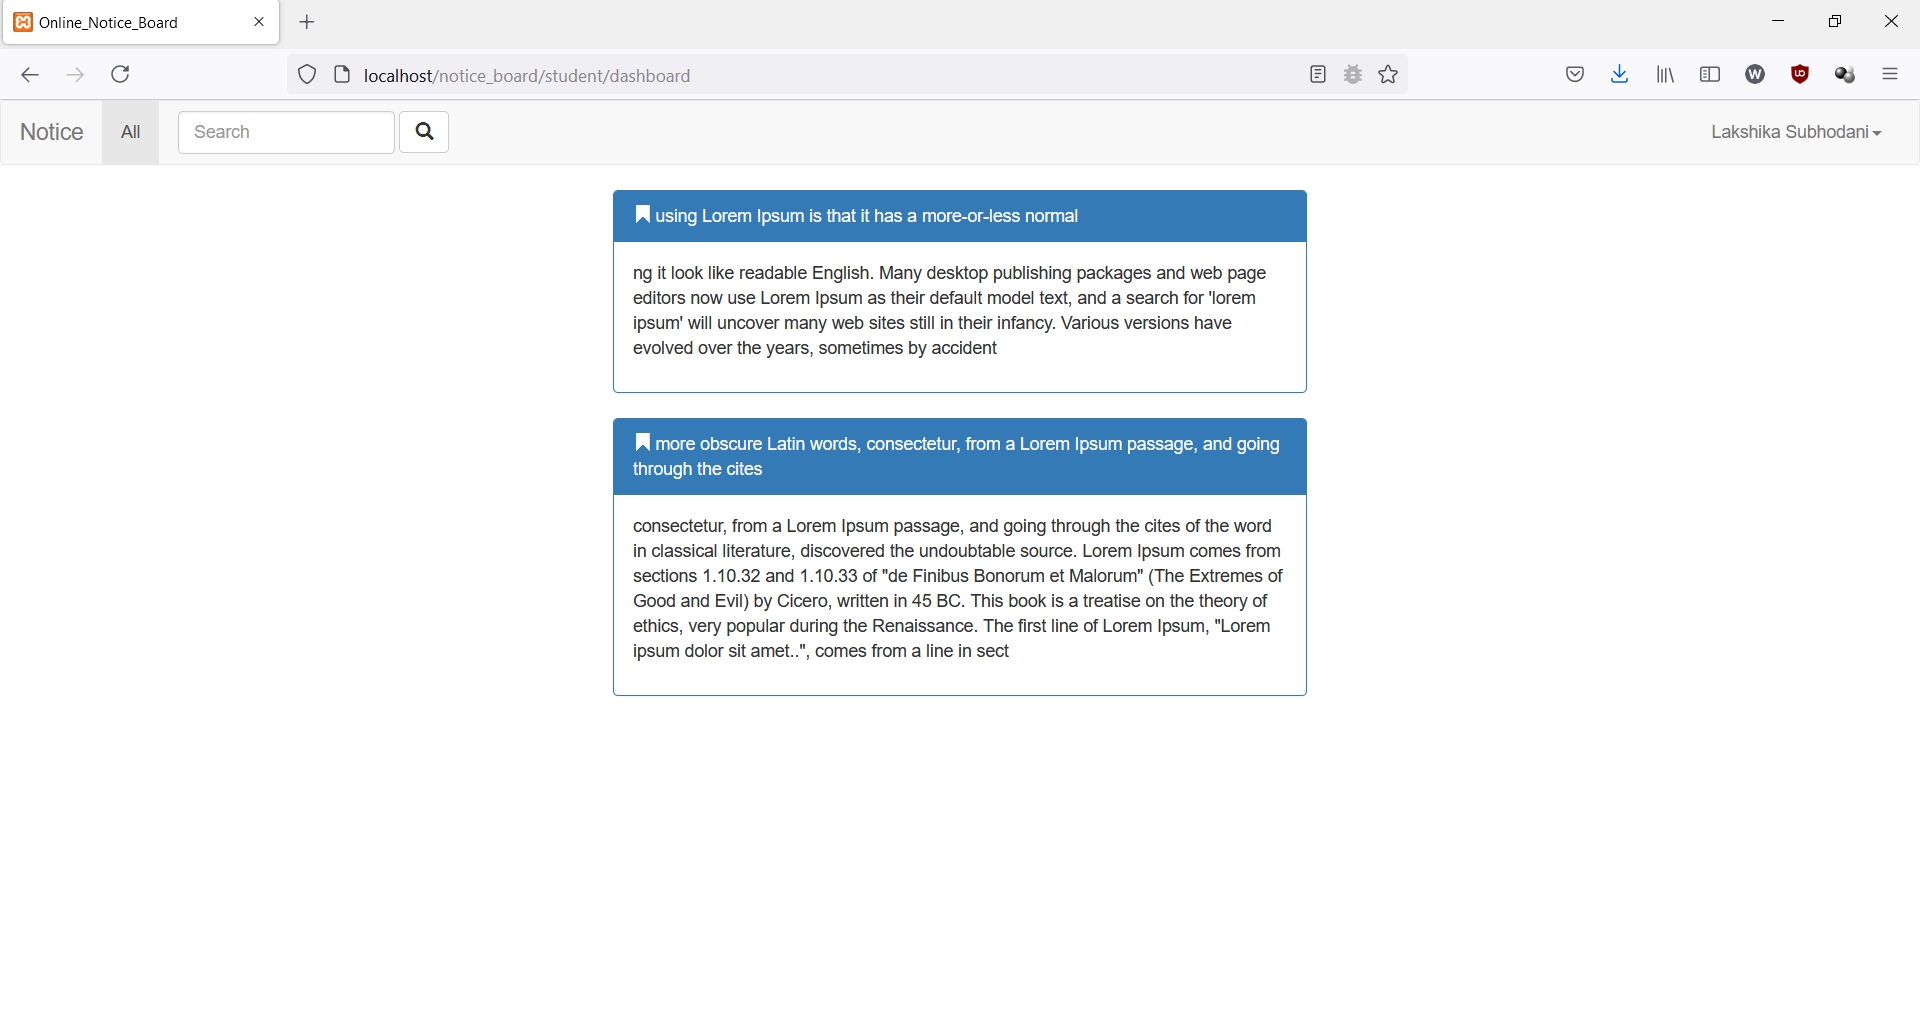 Online_Notice_Board
localhost/notice_board/student/dashboard
Notice All Search Lakshika Subhodani
using Lorem Ipsum is that it has a more-or-less normal
ng it look like readable English. Many desktop publishing packages and web page
editors now use Lorem Ipsum as their default model text, and a search for 'lorem
ipsum' will uncover many web sites still in their infancy. Various versions have
evolved over the years, sometimes by accident
more obscure Latin words, consectetur, from a Lorem Ipsum passage, and going
through the cites
consectetur, from a Lorem Ipsum passage, and going through the cites of the word
in classical literature, discovered the undoubtable source. Lorem Ipsum comes from
sections 1.10.32 and 1.10.33 of "de Finibus Bonorum et Malorum" (The Extremes of
Good and Evil) by Cicero, written in 45 BC. This book is a treatise on the theory of
ethics, very popular during the Renaissance. The first line of Lorem Ipsum, "Lorem
ipsum dolor sit amet..", comes from a line in sect